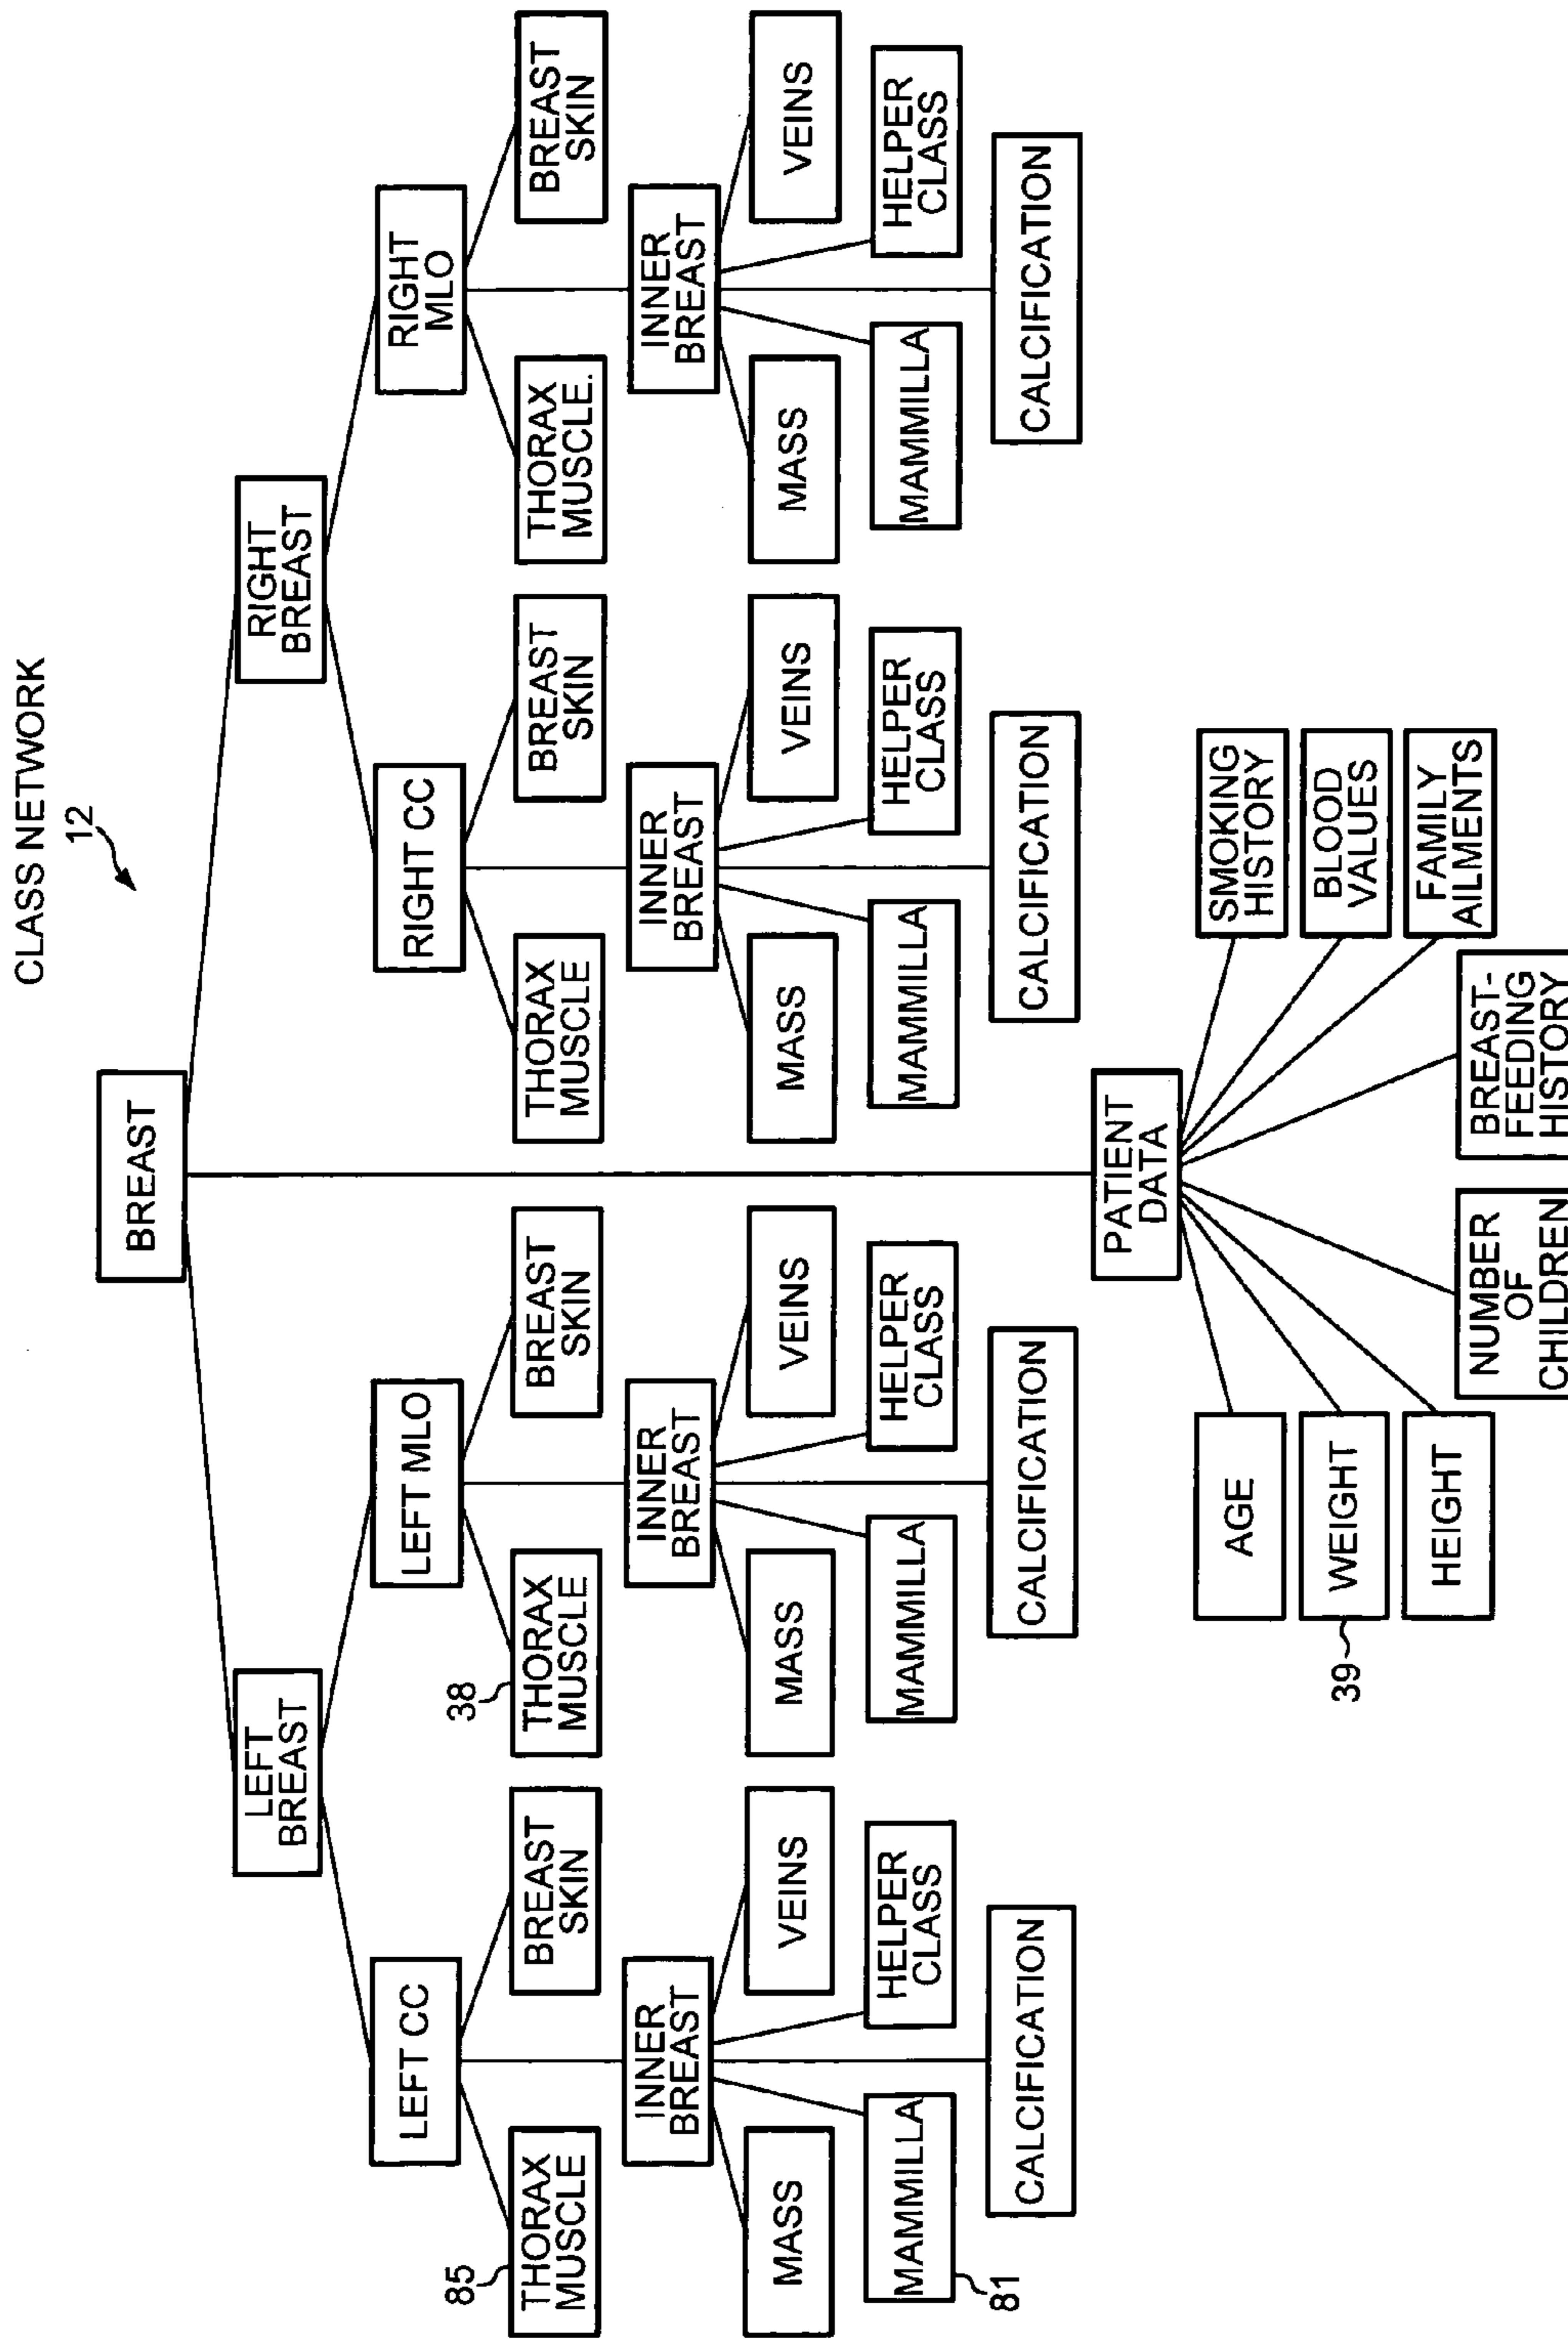 CLASS NETWORK
12
BREAST
LEFT
BREAST
RIGHT
BREAST
LEFT CC
LEFT MLO
RIGHT CC
RIGHT
MLO
85
THORAX
MUSCLE
BREAST
SKIN
38
THORAX
MUSCLE
BREAST
SKIN
THORAX
MUSCLE
BREAST
SKIN
THORAX
MUSCLE.
BREAST
SKIN
INNER
BREAST
INNER
BREAST
INNER
BREAST
INNER
BREAST
MASS
VEINS
MASS
VEINS
MASS
VEINS
MASS
VEINS
MAMMILLA
81
HELPER
CLASS
MAMMILLA
HELPER
CLASS
MAMMILLA
HELPER
CLASS
MAMMILLA
HELPER
CLASS
CALCIFICATION
CALCIFICATION
CALCIFICATION
CALCIFICATION
PATIENT
DATA
AGE
SMOKING
HISTORY
39
WEIGHT
BLOOD
VALUES
HEIGHT
FAMILY
AILMENTS
NUMBER
OF
CHILDREN
BREAST-
FEEDING
HISTORY